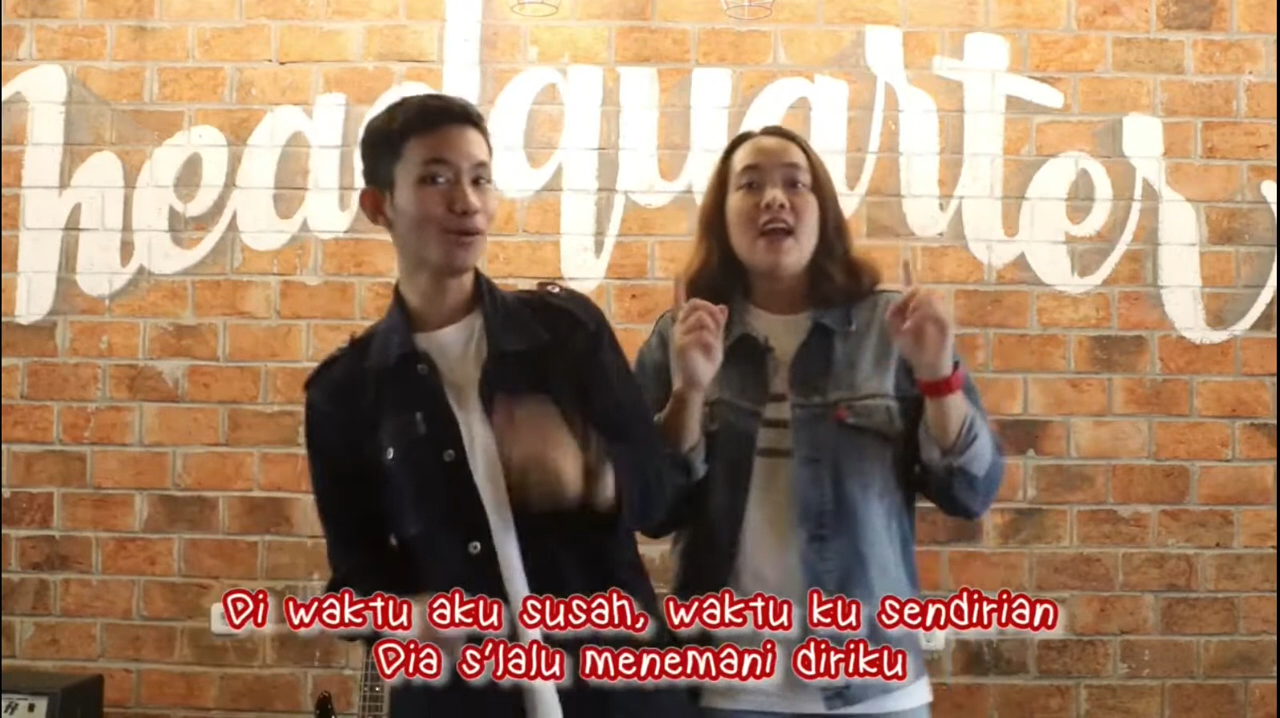 headquarter
Di waktu aku susah, waktu ku sendirian
Dia s'lalu menemani diriku